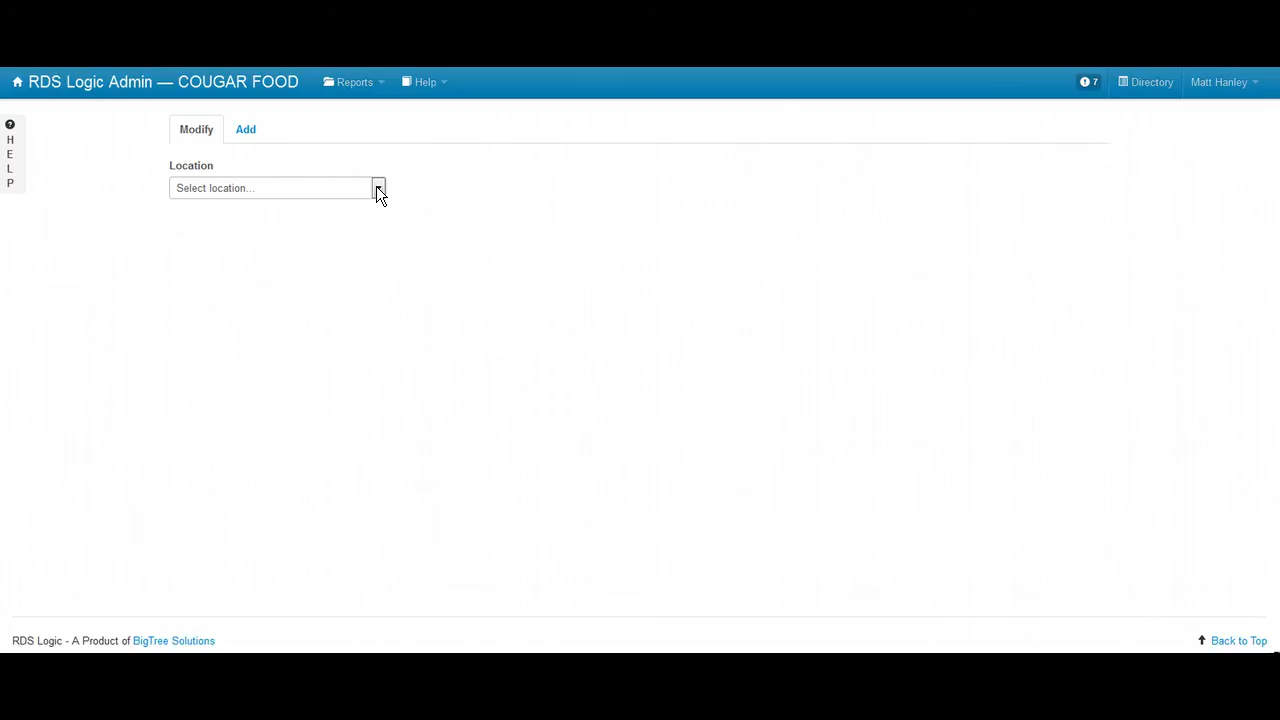 RDS Logic Admin — COUGAR FOOD Reports Help 7 Directory Matt Hanley
H
E
L
P
Modify Add
Location
Select location...
RDS Logic - A Product of BigTree Solutions Back to Top